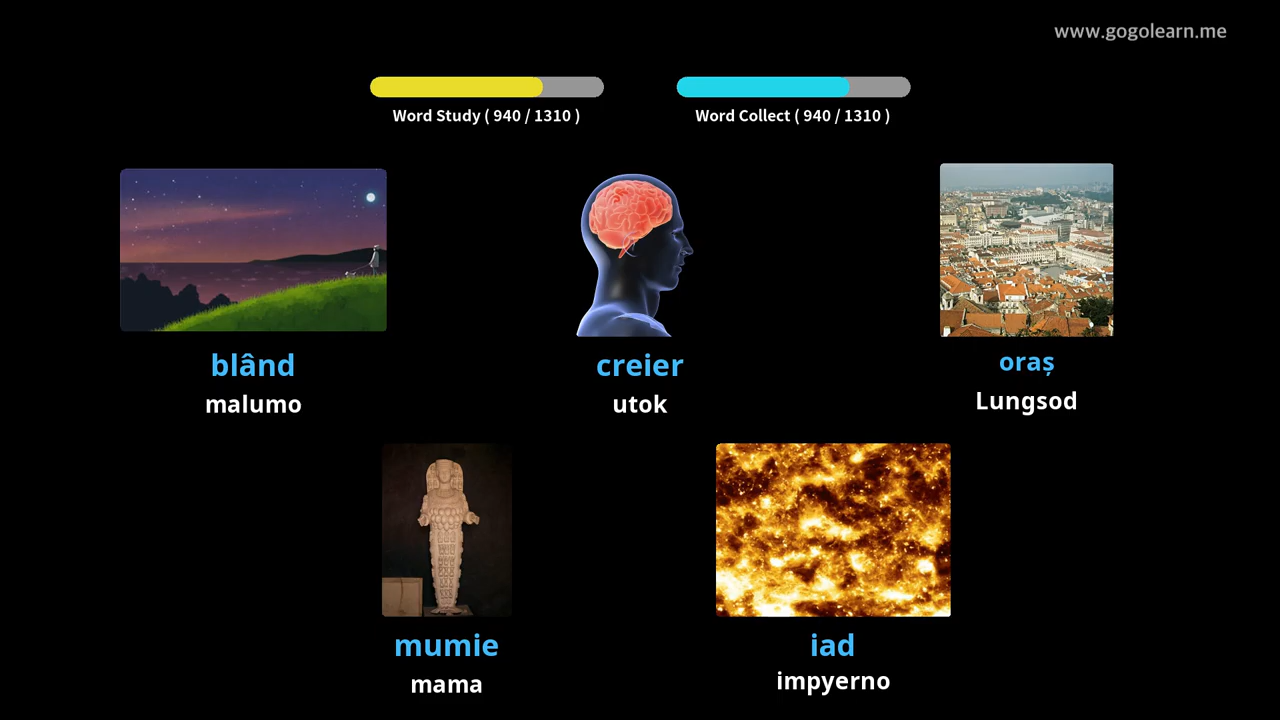 www.gogolearn.me
Word Study ( 940 / 1310 )
Word Collect ( 940 / 1310 )
blând
malumo
creier
utok
oraș
Lungsod
mumie
mama
iad
impyerno